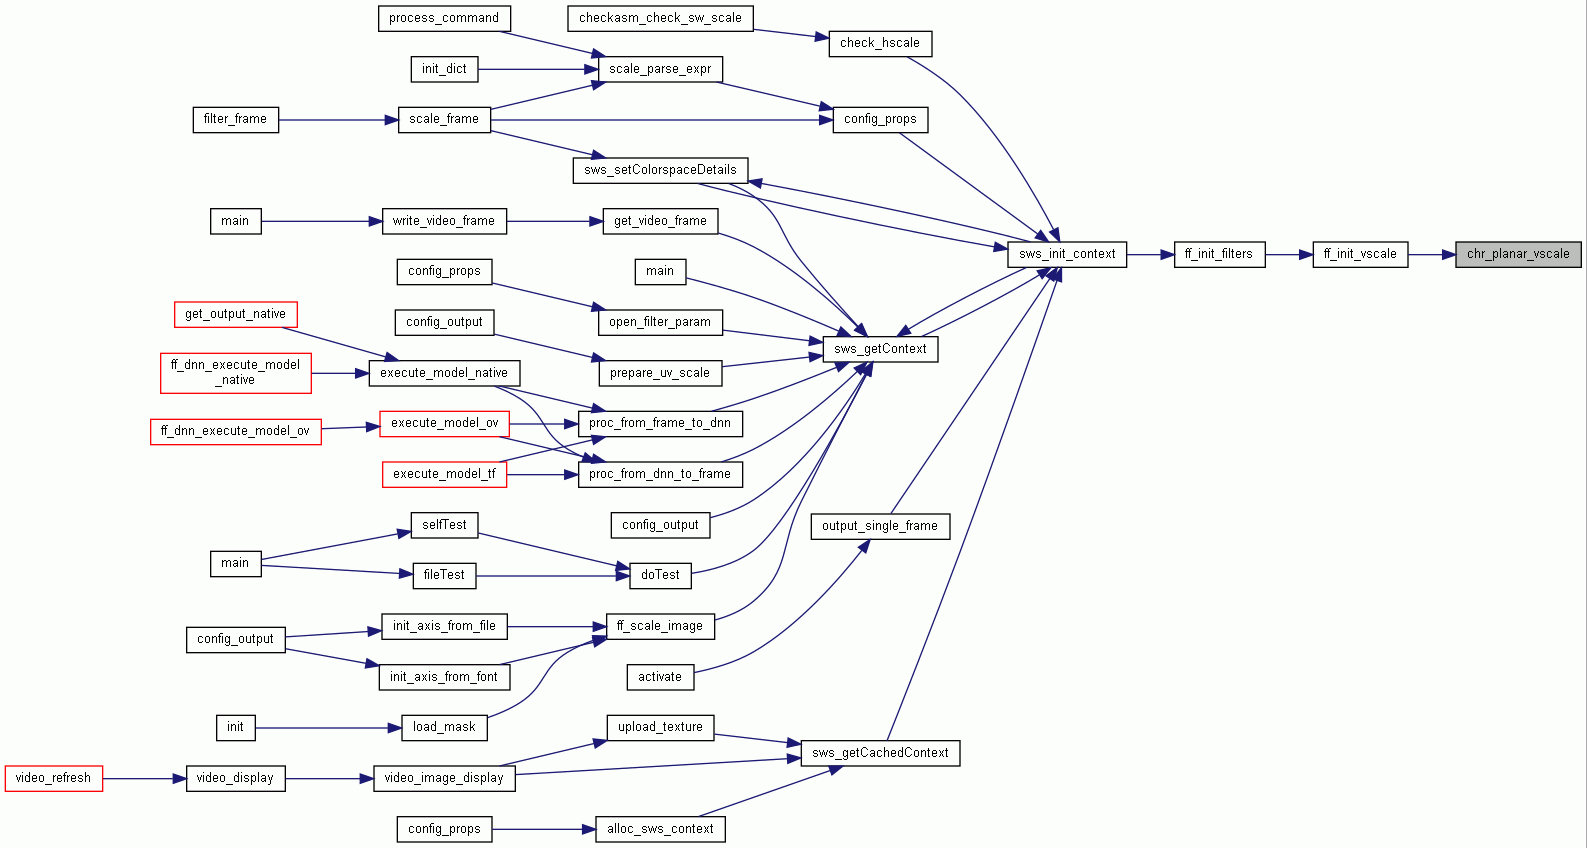 process_command
checkasm_check_sw_scale
check_hscale
init_dict
scale_parse_expr
filter_frame
scale_frame
config_props
sws_setColorspaceDetails
main
write_video_frame
get_video_frame
sws_init_context
ff_init_filters
ff_init_vscale
chr_planar_vscale
config_props
main
get_output_native
config_output
open_filter_param
sws_getContext
ff_dnn_execute_model
_native
execute_model_native
prepare_uv_scale
ff_dnn_execute_model_ov
execute_model_ov
proc_from_frame_to_dnn
execute_model_tf
proc_from_dnn_to_frame
selfTest
config_output
output_single_frame
main
fileTest
doTest
config_output
init_axis_from_file
ff_scale_image
init_axis_from_font
activate
init
load_mask
upload_texture
sws_getCachedContext
video_refresh
video_display
video_image_display
config_props
alloc_sws_context